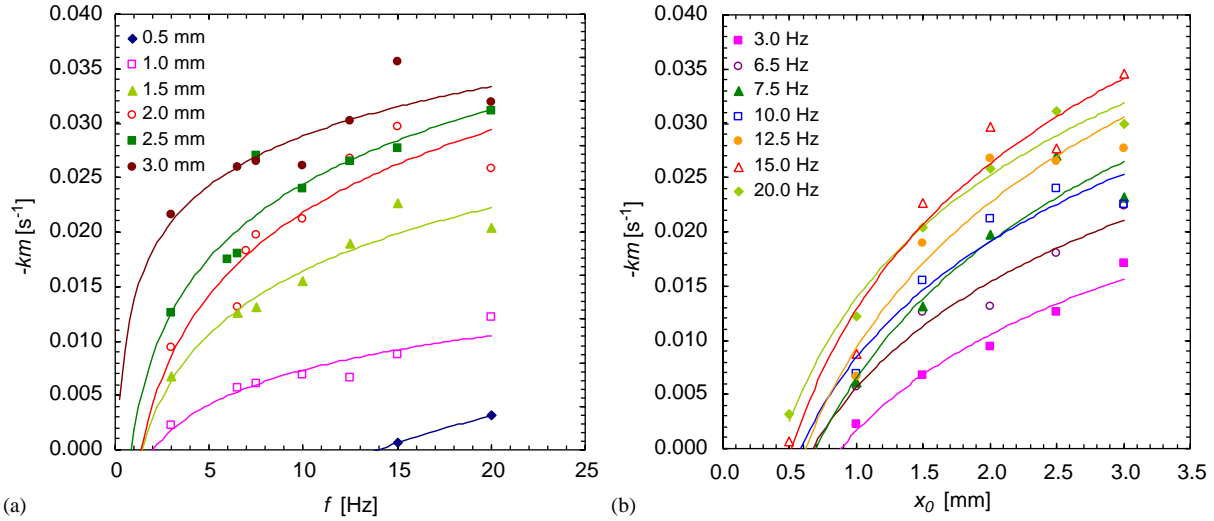 0.040
0.035
0.030
0.025
0.020
0.015
0.010
0.005
0.000
-km [s⁻¹]
0.5 mm
1.0 mm
1.5 mm
2.0 mm
2.5 mm
3.0 mm
0 5 10 15 20 25
(a)
f [Hz]
0.040
0.035
0.030
0.025
0.020
0.015
0.010
0.005
0.000
-km [s⁻¹]
3.0 Hz
6.5 Hz
7.5 Hz
10.0 Hz
12.5 Hz
15.0 Hz
20.0 Hz
0.0 0.5 1.0 1.5 2.0 2.5 3.0 3.5
(b)
x₀ [mm]